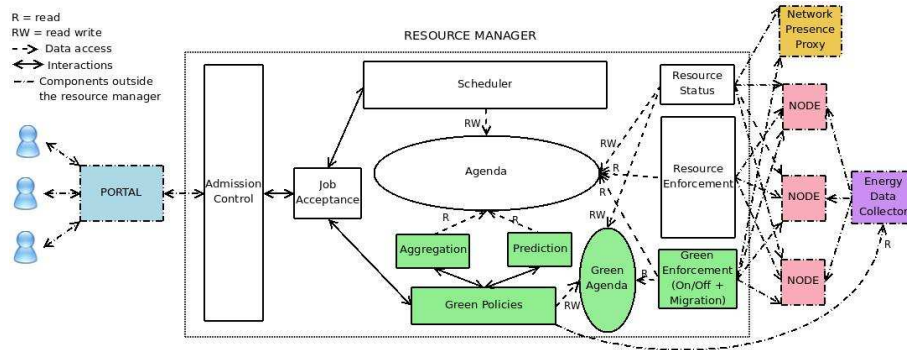 R = read
RW = read write
Data access
Interactions
Components outside
the resource manager
RESOURCE MANAGER
Network
Presence
Proxy
Scheduler
Resource
Status
NODE
RW
RW
R
R
Agenda
Resource
Enforcement
PORTAL
Admission
Control
Job
Acceptance
NODE
Energy
Data
Collector
R
R
R
RW
Aggregation
Prediction
Green
Agenda
R
Green
Enforcement
(On/Off +
Migration)
NODE
Green Policies
RW